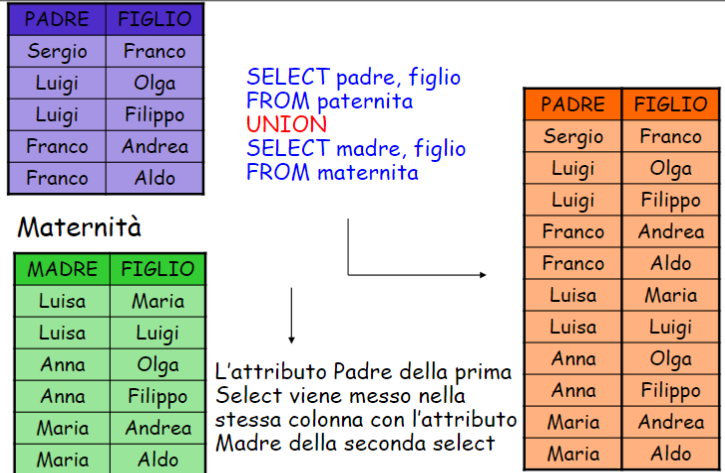 PADRE FIGLIO
Sergio Franco
Luigi Olga
Luigi Filippo
Franco Andrea
Franco Aldo
Maternità
MADRE FIGLIO
Luisa Maria
Luisa Luigi
Anna Olga
Anna Filippo
Maria Andrea
Maria Aldo
SELECT padre, figlio
FROM paternita
UNION
SELECT madre, figlio
FROM maternita
L'attributo Padre della prima
Select viene messo nella
stessa colonna con l'attributo
Madre della seconda select
PADRE FIGLIO
Sergio Franco
Luigi Olga
Luigi Filippo
Franco Andrea
Franco Aldo
Luisa Maria
Luisa Luigi
Anna Olga
Anna Filippo
Maria Andrea
Maria Aldo